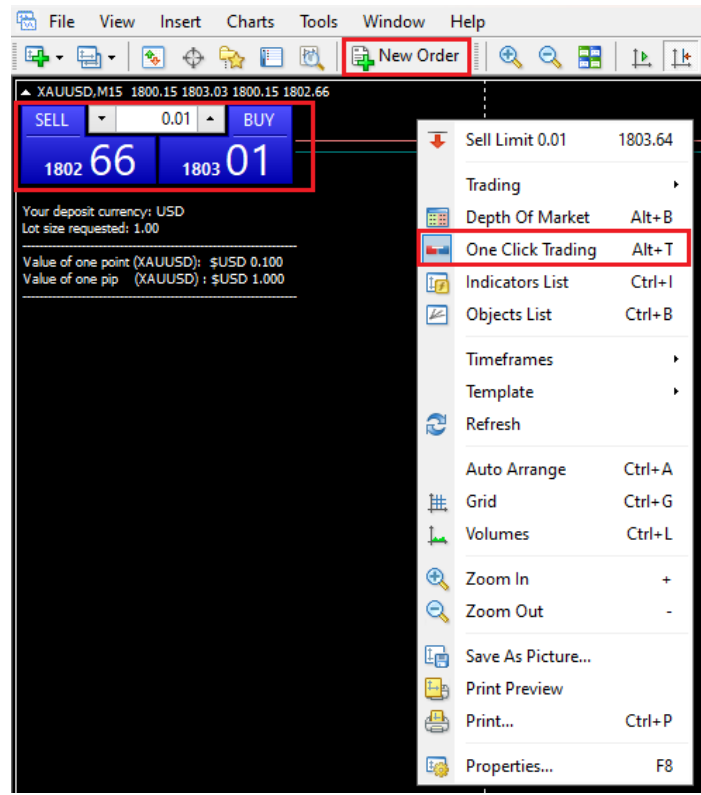 File View Insert Charts Tools Window Help
New Order
XAUUSD,M15 1800.15 1803.03 1800.15 1802.66
SELL 0.01 BUY
1802 66 1803 01
Your deposit currency: USD
Lot size requested: 1.00
Value of one point (XAUUSD): $USD 0.100
Value of one pip (XAUUSD) : $USD 1.000
Sell Limit 0.01 1803.64
Trading
Depth Of Market Alt+B
One Click Trading Alt+T
Indicators List Ctrl+I
Objects List Ctrl+B
Timeframes
Template
Refresh
Auto Arrange Ctrl+A
Grid Ctrl+G
Volumes Ctrl+L
Zoom In +
Zoom Out -
Save As Picture...
Print Preview
Print... Ctrl+P
Properties... F8